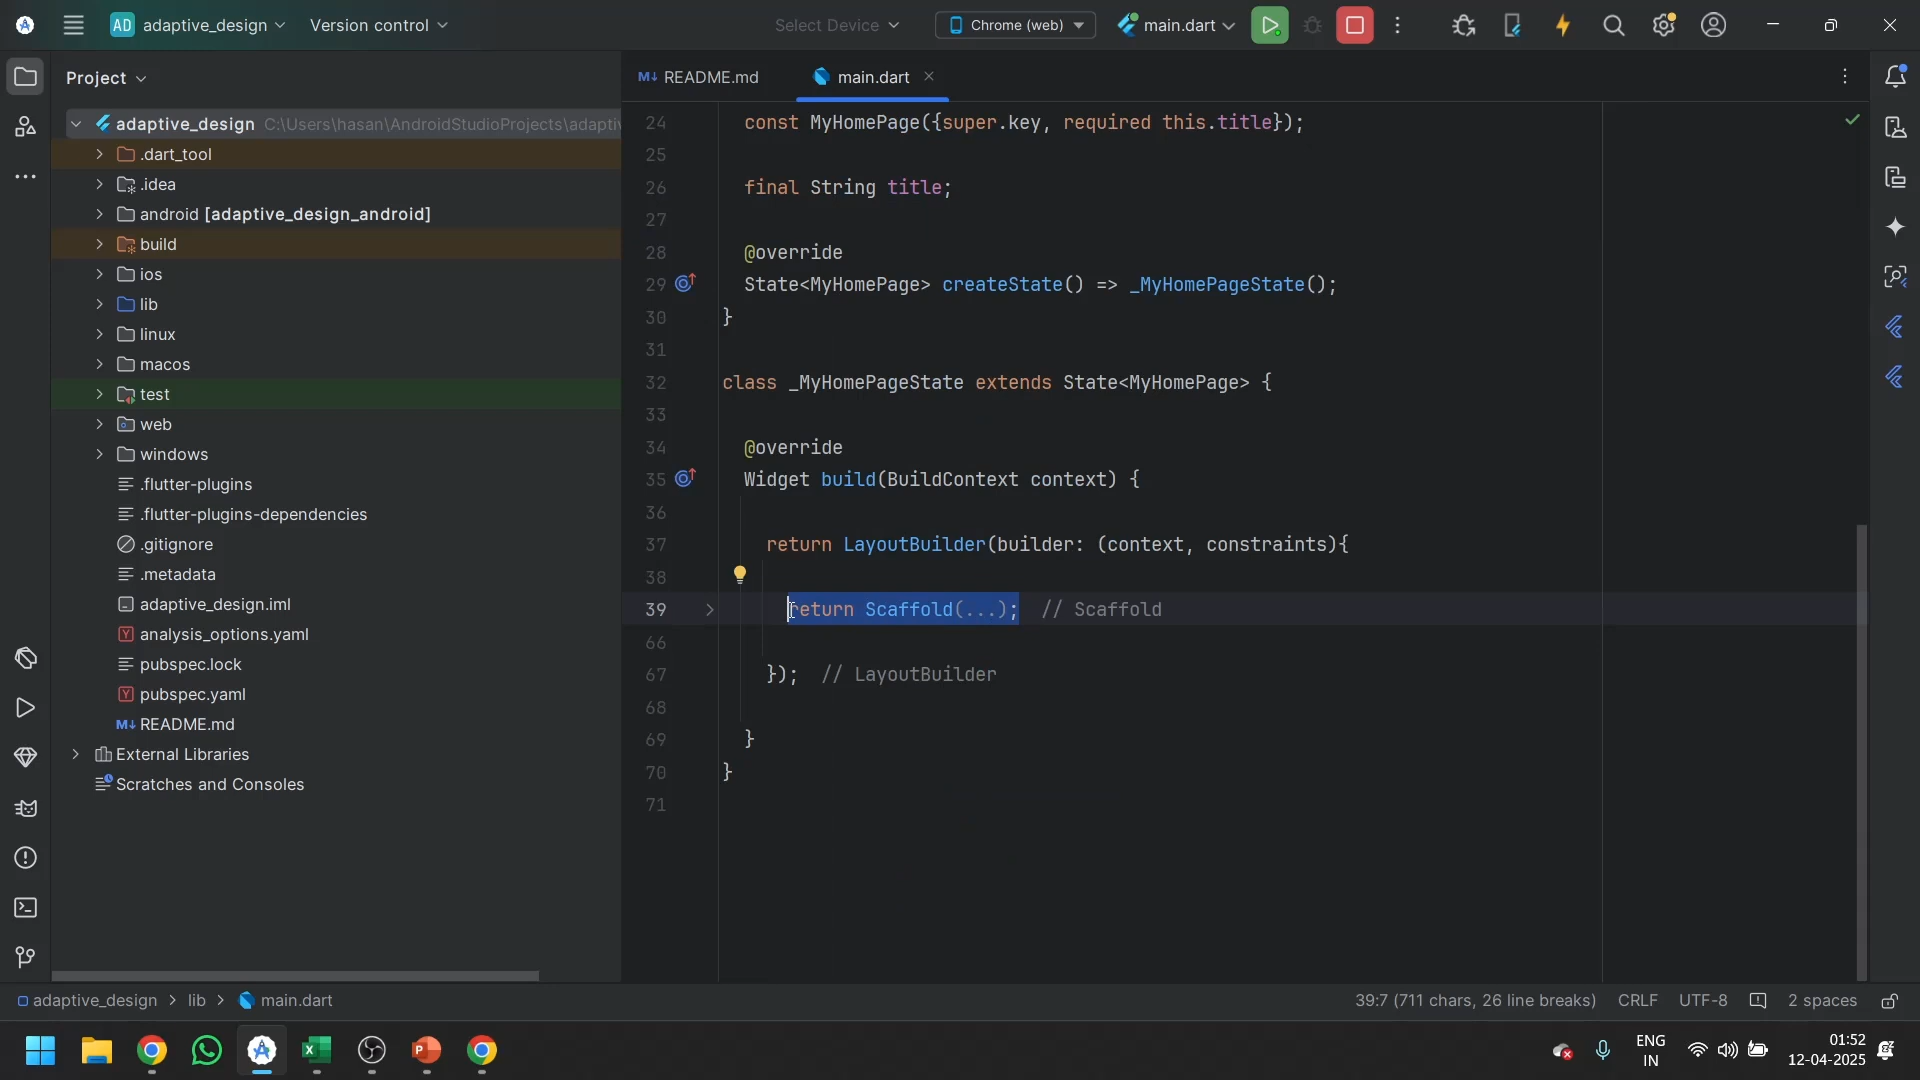 AD adaptive_design
Version control
Select Device
Chrome (web)
main.dart
Project
README.md
main.dart
adaptive_design C:\Users\hasan\AndroidStudioProjects\adapti
.dart_tool
.idea
android [adaptive_design_android]
build
ios
lib
linux
macos
test
web
windows
.flutter-plugins
.flutter-plugins-dependencies
.gitignore
.metadata
adaptive_design.iml
analysis_options.yaml
pubspec.lock
pubspec.yaml
README.md
External Libraries
Scratches and Consoles
24 const MyHomePage({super.key, required this.title});
25
26 final String title;
27
28 @override
29 State<MyHomePage> createState() => _MyHomePageState();
30 }
31
32 class _MyHomePageState extends State<MyHomePage> {
33
34 @override
35 Widget build(BuildContext context) {
36
37 return LayoutBuilder(builder: (context, constraints){
38
39 return Scaffold(...); // Scaffold
66
67 }); // LayoutBuilder
68
69 }
70 }
71
adaptive_design > lib > main.dart
39:7 (711 chars, 26 line breaks) CRLF UTF-8 2 spaces
ENG
IN
01:52
12-04-2025